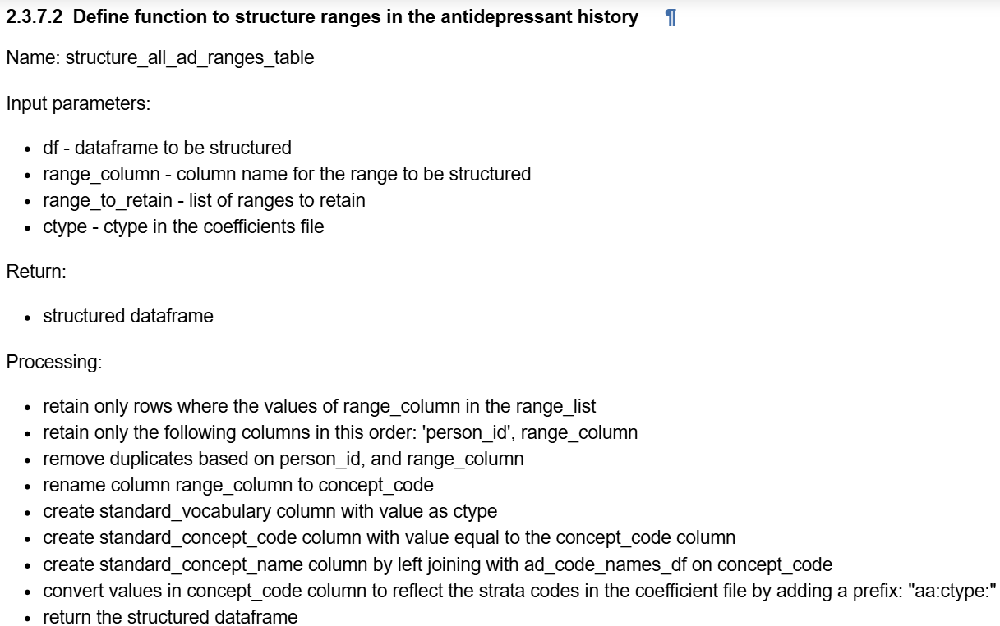 2.3.7.2 Define function to structure ranges in the antidepressant history ¶
Name: structure_all_ad_ranges_table
Input parameters:
• df - dataframe to be structured
• range_column - column name for the range to be structured
• range_to_retain - list of ranges to retain
• ctype - ctype in the coefficients file
Return:
• structured dataframe
Processing:
• retain only rows where the values of range_column in the range_list
• retain only the following columns in this order: 'person_id', range_column
• remove duplicates based on person_id, and range_column
• rename column range_column to concept_code
• create standard_vocabulary column with value as ctype
• create standard_concept_code column with value equal to the concept_code column
• create standard_concept_name column by left joining with ad_code_names_df on concept_code
• convert values in concept_code column to reflect the strata codes in the coefficient file by adding a prefix: "aa:ctype:"
• return the structured dataframe